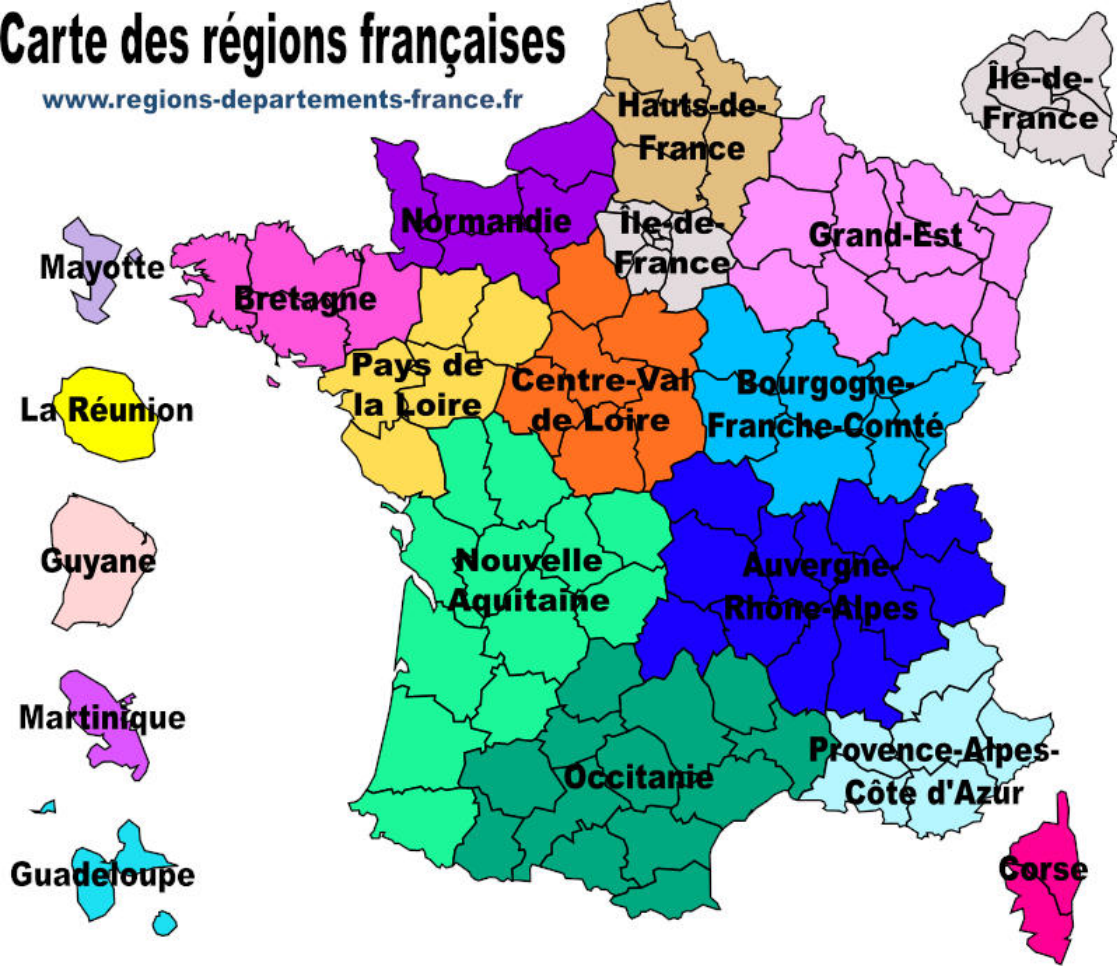 Carte des régions françaises
www.regions-departements-france.fr
Île-de-
France
Hauts-de-
France
Normandie
Île-de-
France
Grand-Est
Mayotte
Bretagne
Pays de
la Loire
Centre-Val
de Loire
Bourgogne-
Franche-Comté
La Réunion
Guyane
Nouvelle
Aquitaine
Auvergne-
Rhône-Alpes
Martinique
Occitanie
Provence-Alpes-
Côte d'Azur
Guadeloupe
Corse